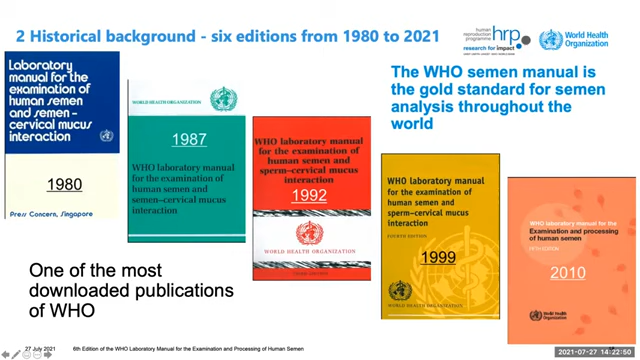 2 Historical background - six editions from 1980 to 2021
human
reproduction
programme
hrp
research for impact
World Health
Organization
The WHO semen manual is
the gold standard for semen
analysis throughout the
world
Laboratory
manual for the
examination of
human semen
and semen-
cervical mucus
interaction
1980
Press Concern, Singapore
WORLD HEALTH ORGANIZATION
1987
WHO laboratory manual
for the examination of
human semen and
semen-cervical mucus
interaction
WHO laboratory manual
for the examination of
human semen and
sperm-cervical mucus
interaction
1992
WORLD HEALTH ORGANIZATION
THIRD EDITION
WHO laboratory manual
for the examination of
human semen and
sperm-cervical mucus
interaction
FOURTH EDITION
1999
WORLD HEALTH ORGANIZATION
WHO laboratory manual for the
Examination and processing
of human semen
FIFTH EDITION
2010
World Health
Organization
One of the most
downloaded publications
of WHO
27 July 2021
6th Edition of the WHO Laboratory Manual for the Examination and Processing of Human Semen
2021-07-27 14:22:50